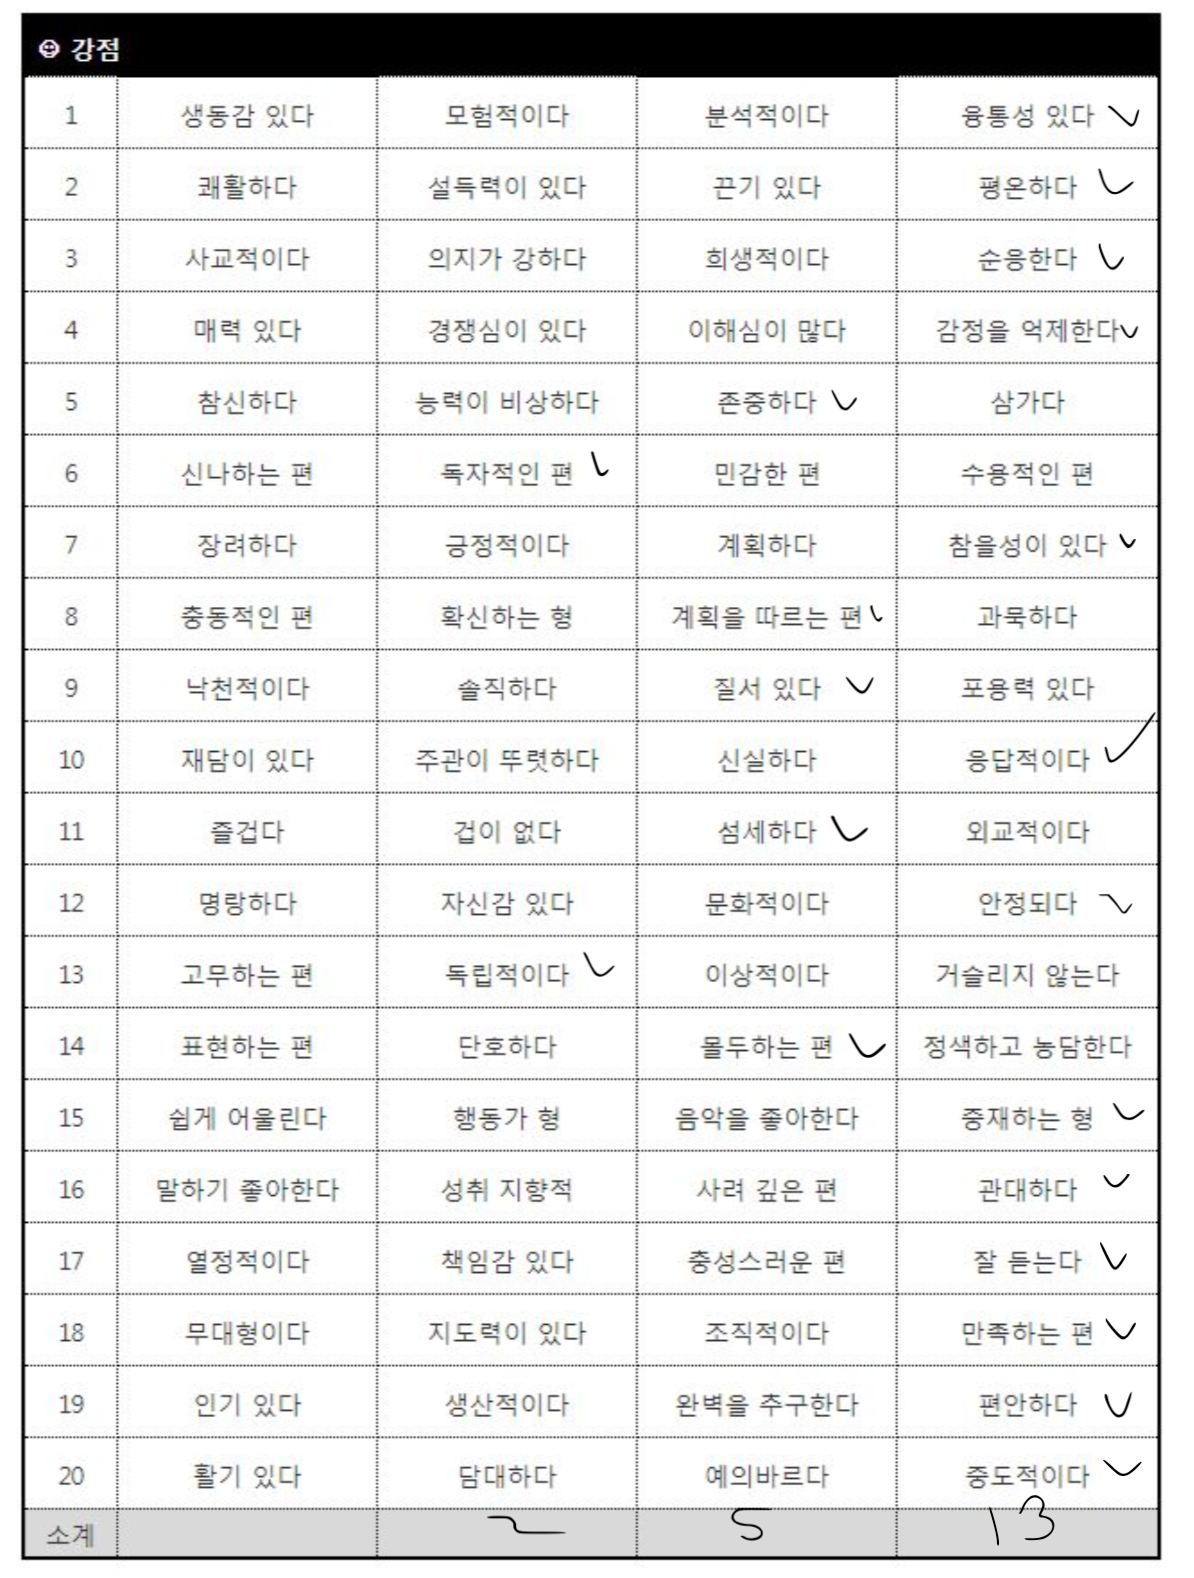 강점
1 생동감 있다 모험적이다 분석적이다 융통성 있다
2 쾌활하다 설득력이 있다 끈기 있다 평온하다
3 사교적이다 의지가 강하다 희생적이다 순응한다
4 매력 있다 경쟁심이 있다 이해심이 많다 감정을 억제한다
5 참신하다 능력이 비상하다 존중하다 삼가다
6 신나하는 편 독자적인 편 민감한 편 수용적인 편
7 장려하다 긍정적이다 계획하다 참을성이 있다
8 충동적인 편 확신하는 형 계획을 따르는 편 과묵하다
9 낙천적이다 솔직하다 질서 있다 포용력 있다
10 재담이 있다 주관이 뚜렷하다 신실하다 응답적이다
11 즐겁다 겁이 없다 섬세하다 외교적이다
12 명랑하다 자신감 있다 문화적이다 안정되다
13 고무하는 편 독립적이다 이상적이다 거슬리지 않는다
14 표현하는 편 단호하다 몰두하는 편 정색하고 농담한다
15 쉽게 어울린다 행동가 형 음악을 좋아한다 중재하는 형
16 말하기 좋아한다 성취 지향적 사려 깊은 편 관대하다
17 열정적이다 책임감 있다 충성스러운 편 잘 듣는다
18 무대형이다 지도력이 있다 조직적이다 만족하는 편
19 인기 있다 생산적이다 완벽을 추구한다 편안하다
20 활기 있다 담대하다 예의바르다 중도적이다
소계 2 5 13